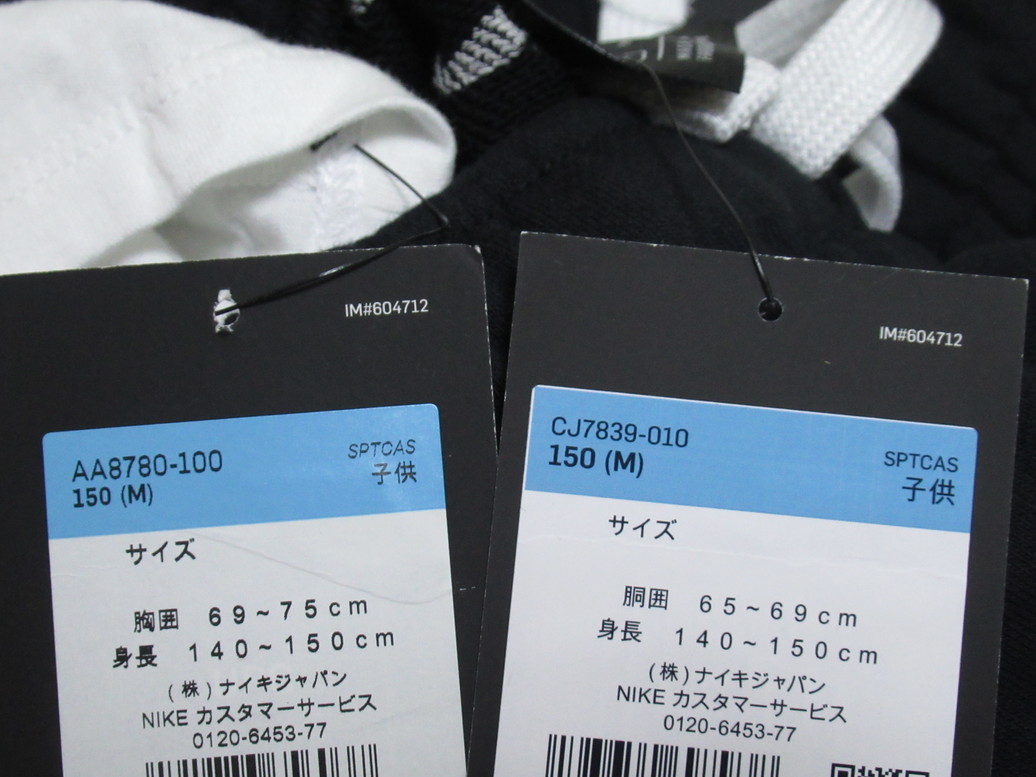 IM#604712
AA8780-100
SPTCAS
150 (M)
子供
サイズ
胸囲 69~75cm
身長 140~150cm
(株)ナイキジャパン
NIKE カスタマーサービス
0120-6453-77
IM#604712
CJ7839-010
SPTCAS
150 (M)
子供
サイズ
胴囲 65~69cm
身長 140~150cm
(株)ナイキジャパン
NIKE カスタマーサービス
0120-6453-77